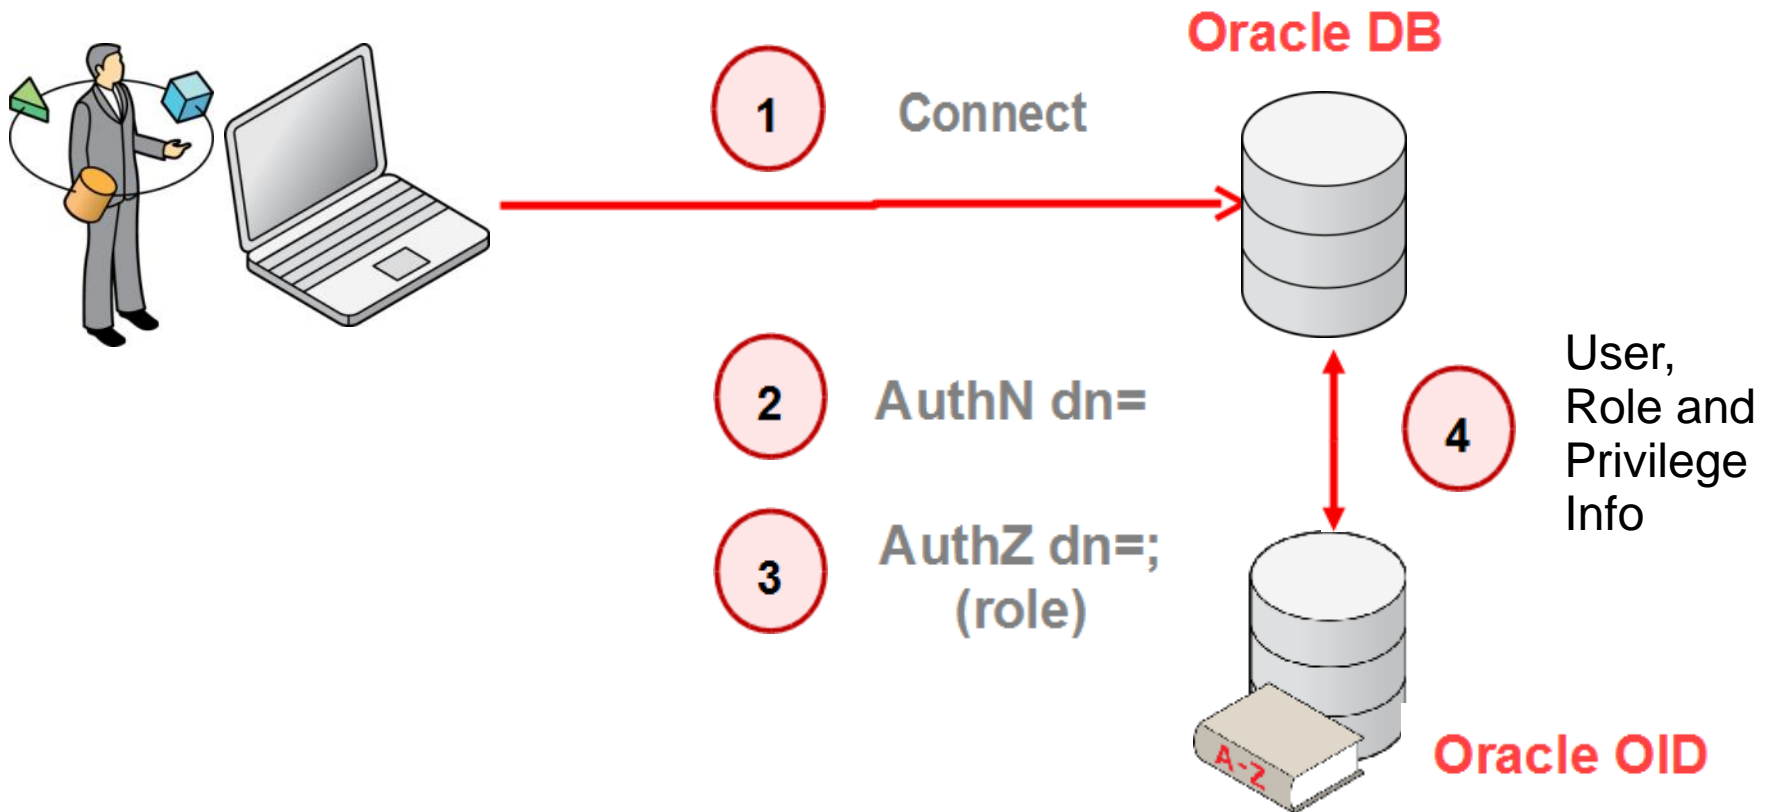 Oracle DB
1
Connect
2
AuthN dn=
3
AuthZ dn=;
(role)
4
User,
Role and
Privilege
Info
A-Z
Oracle OID